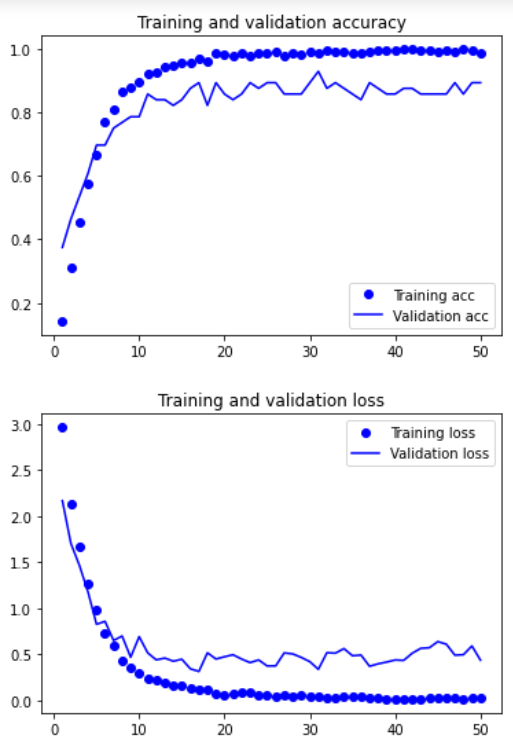 Training and validation accuracy
1.0
0.8
0.6
0.4
0.2
Training acc
Validation acc
0 10 20 30 40 50
Training and validation loss
3.0
2.5
2.0
1.5
1.0
0.5
0.0
Training loss
Validation loss
0 10 20 30 40 50